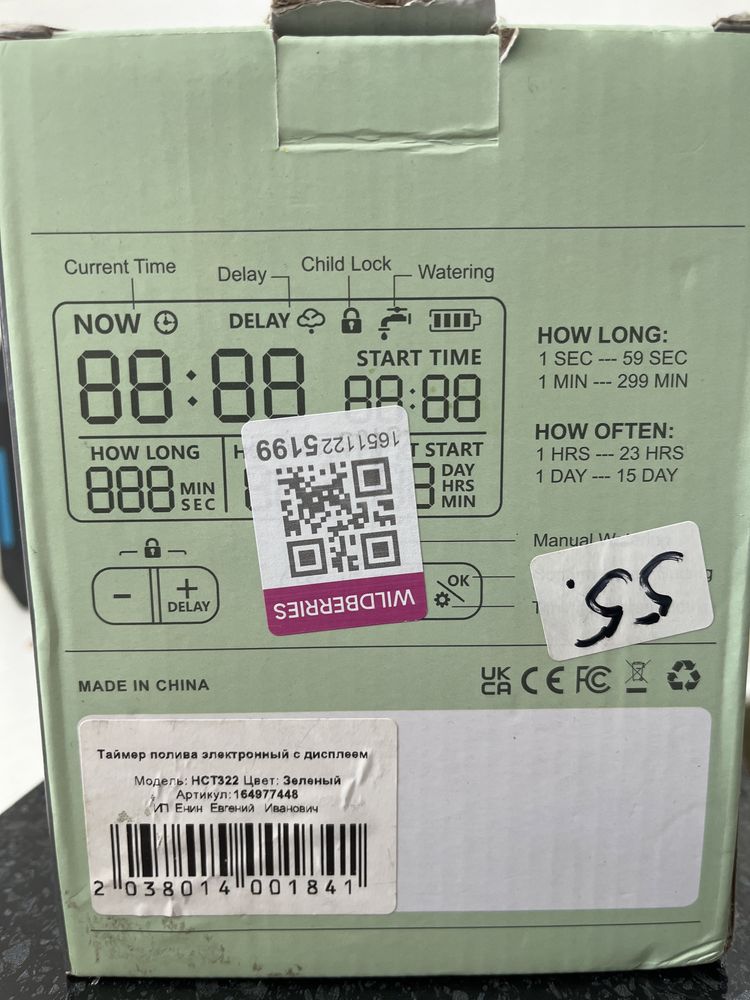 Current Time
Delay
Child Lock
Watering
NOW
DELAY
88:88
START TIME
88:88
HOW LONG
888 MIN
SEC
START
DAY
HRS
MIN
HOW LONG:
1 SEC --- 59 SEC
1 MIN --- 299 MIN
HOW OFTEN:
1 HRS --- 23 HRS
1 DAY --- 15 DAY
16511225199
WILDBERRIES
Manual
- + DELAY
OK
MADE IN CHINA
UK
CA
CE FC
Таймер полива электронный с дисплеем
Модель: HCT322 Цвет: Зеленый
Артикул: 164977448
ИП Енин Евгений Иванович
2 038014 001841